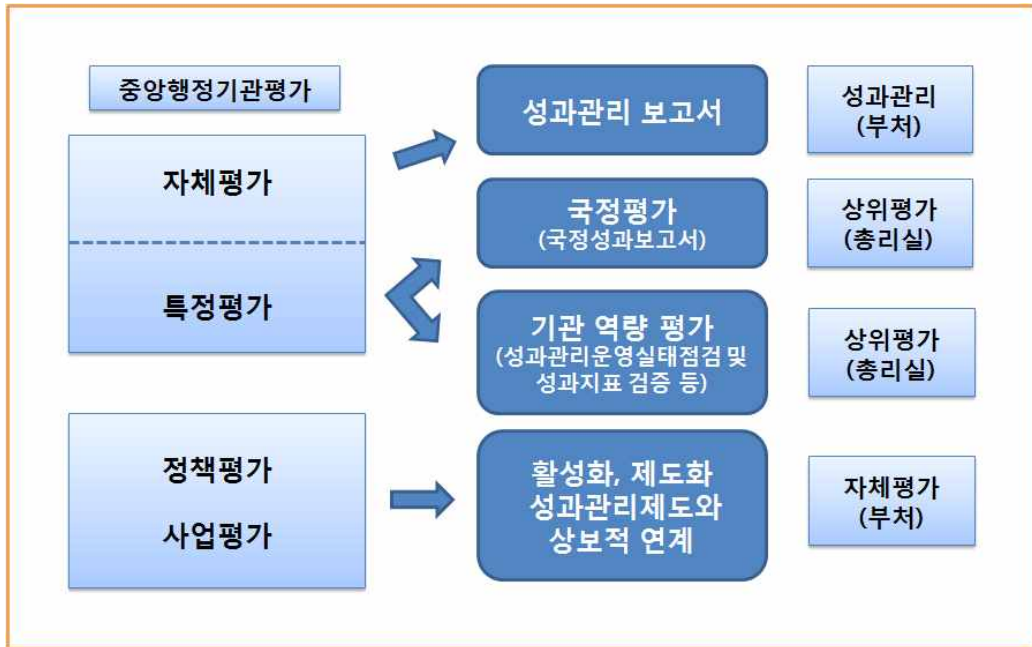 중앙행정기관평가
자체평가
특정평가
정책평가
사업평가
성과관리 보고서
국정평가
(국정성과보고서)
기관 역량 평가
(성과관리운영실태점검 및
성과지표 검증 등)
활성화, 제도화
성과관리제도와
상보적 연계
성과관리
(부처)
상위평가
(총리실)
상위평가
(총리실)
자체평가
(부처)